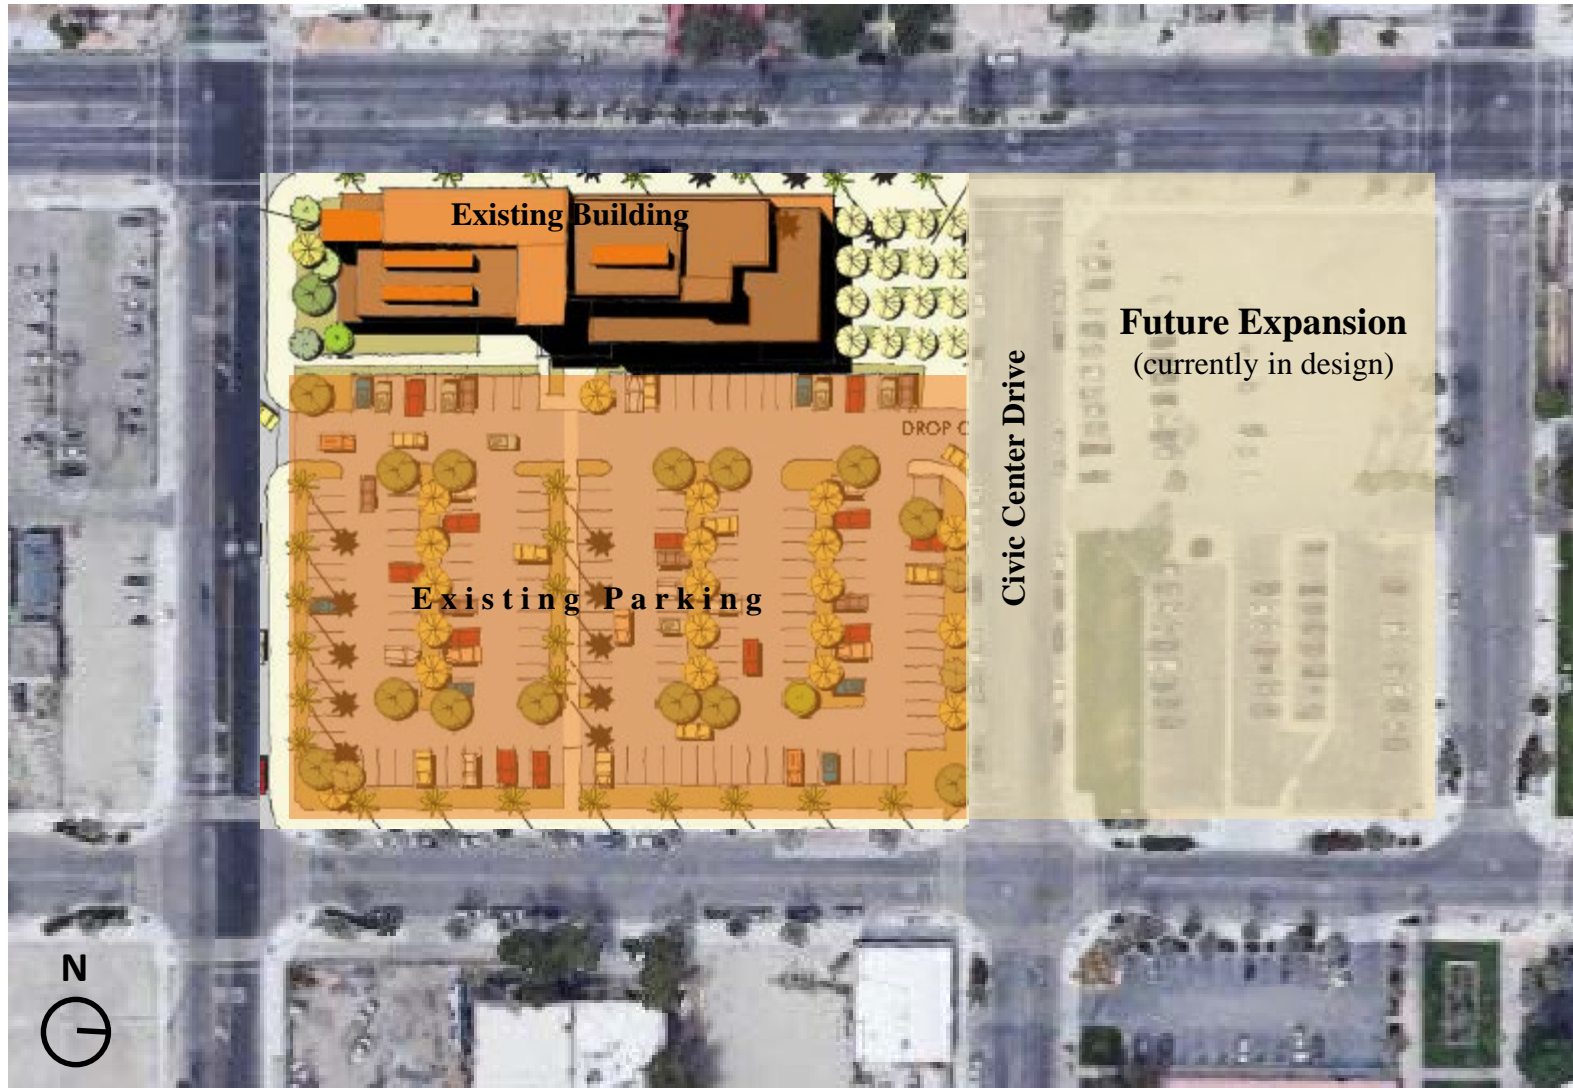 Existing Building
Future Expansion
(currently in design)
DROP
Civic Center Drive
Existing Parking
N